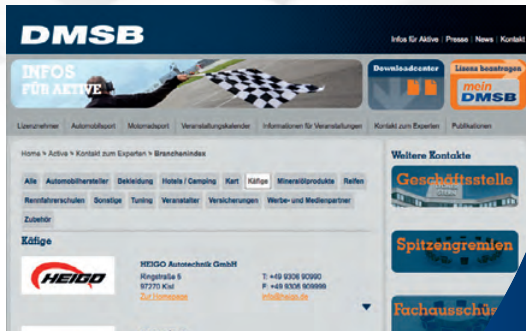 DMSB
Infos für Aktive | Presse | News | Kontakt
INFOS
FÜR AKTIVE
Downloadcenter
Lizenz beantragen
mein
DMSB
Lizenznehmer Automobilsport Motorradsport Veranstaltungskalender Informationen für Veranstaltungen Kontakt zum Experten Publikationen
Home > Active > Kontakt zum Experten > Branchenindex
Weitere Kontakte
Alle Automobilhersteller Bekleidung Hotels / Camping Kart Käfige Mineralölprodukte Reifen
Rennfahrerschulen Sonstige Tuning Veranstalter Versicherungen Werbe- und Medienpartner
Zubehör
Geschäftsstelle
Käfige
Spitzengremien
HEIGO
HEIGO Autotechnik GmbH
Ringstraße 6
97270 Kist
Zur Homepage
T: +49 9306 90990
F: +49 9306 909999
info@heigo.de
Fachausschüs